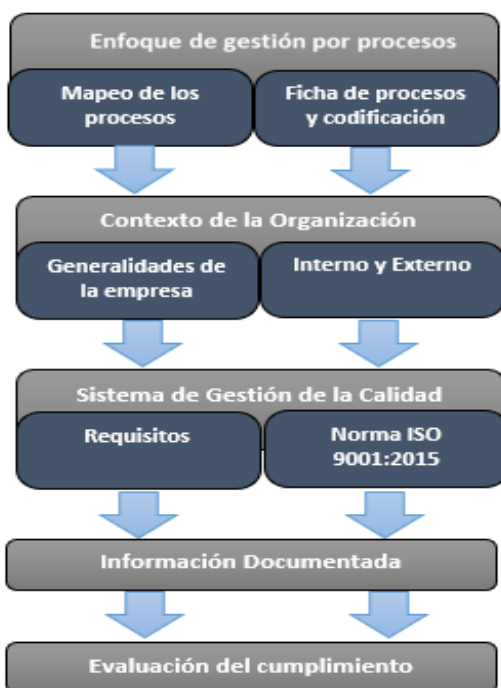 Enfoque de gestión por procesos
Mapeo de los
procesos
Ficha de procesos
y codificación
Contexto de la Organización
Generalidades de
la empresa
Interno y Externo
Sistema de Gestión de la Calidad
Requisitos
Norma ISO
9001:2015
Información Documentada
Evaluación del cumplimiento